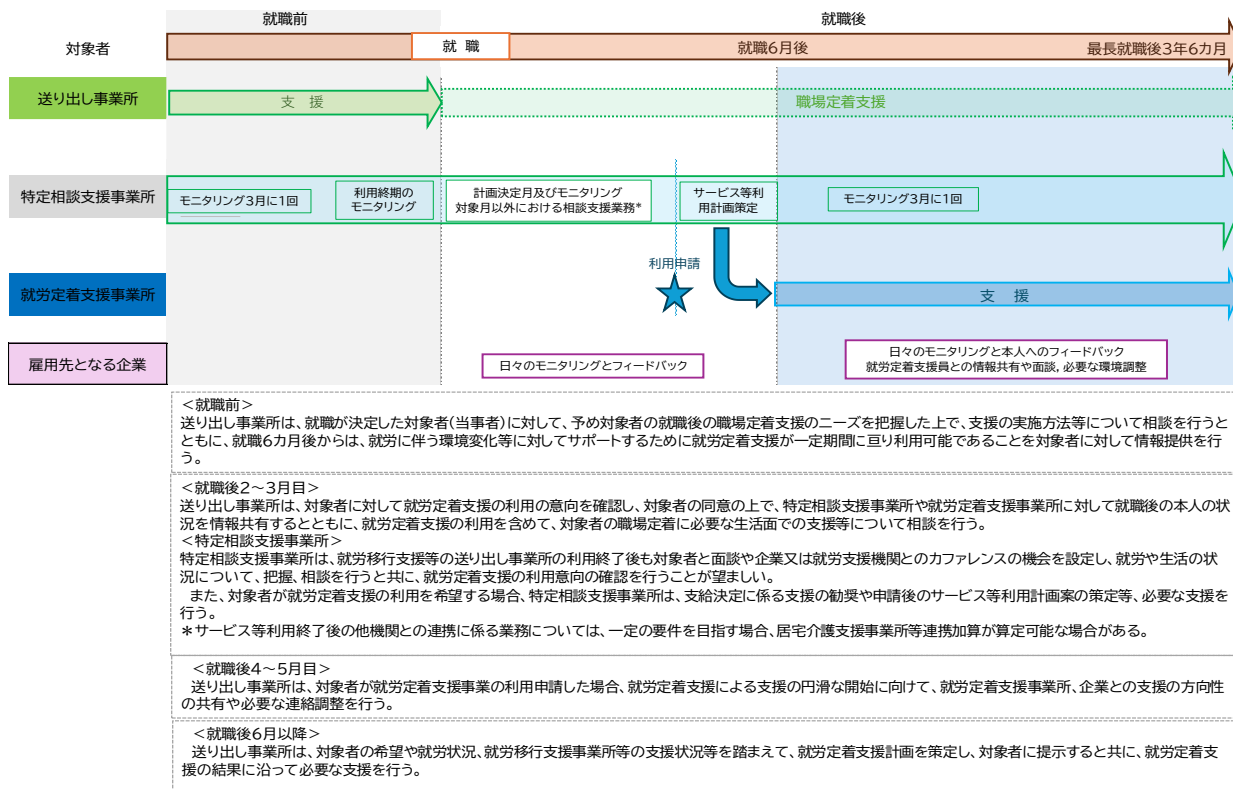 就職前
就職後
対象者
就 職
就職6月後
最長就職後3年6カ月
送り出し事業所
支 援
職場定着支援
特定相談支援事業所
モニタリング3月に1回
利用終期の
モニタリング
計画決定月及びモニタリング
対象月以外における相談支援業務*
サービス等利
用計画策定
モニタリング3月に1回
利用申請
就労定着支援事業所
支 援
雇用先となる企業
日々のモニタリングとフィードバック
日々のモニタリングと本人へのフィードバック
就労定着支援員との情報共有や面談，必要な環境調整
＜就職前＞
送り出し事業所は、就職が決定した対象者(当事者)に対して、予め対象者の就職後の職場定着支援のニーズを把握した上で、支援の実施方法等について相談を行うと
ともに、就職6カ月後からは、就労に伴う環境変化等に対してサポートするために就労定着支援が一定期間に亘り利用可能であることを対象者に対して情報提供を行
う。
＜就職後2～3月目＞
送り出し事業所は、対象者に対して就労定着支援の利用の意向を確認し、対象者の同意の上で、特定相談支援事業所や就労定着支援事業所に対して就職後の本人の状
況を情報共有するとともに、就労定着支援の利用を含めて、対象者の職場定着に必要な生活面での支援等について相談を行う。
＜特定相談支援事業所＞
特定相談支援事業所は、就労移行支援等の送り出し事業所の利用終了後も対象者と面談や企業又は就労支援機関とのカファレンスの機会を設定し、就労や生活の状
況について、把握、相談を行うと共に、就労定着支援の利用意向の確認を行うことが望ましい。
また、対象者が就労定着支援の利用を希望する場合、特定相談支援事業所は、支給決定に係る支援の勧奨や申請後のサービス等利用計画案の策定等、必要な支援を
行う。
＊サービス等利用終了後の他機関との連携に係る業務については、一定の要件を目指す場合、居宅介護支援事業所等連携加算が算定可能な場合がある。
＜就職後4～5月目＞
送り出し事業所は、対象者が就労定着支援事業の利用申請した場合、就労定着支援による支援の円滑な開始に向けて、就労定着支援事業所、企業との支援の方向性
の共有や必要な連絡調整を行う。
＜就職後6月以降＞
送り出し事業所は、対象者の希望や就労状況、就労移行支援事業所等の支援状況等を踏まえて、就労定着支援計画を策定し、対象者に提示すると共に、就労定着支
援の結果に沿って必要な支援を行う。